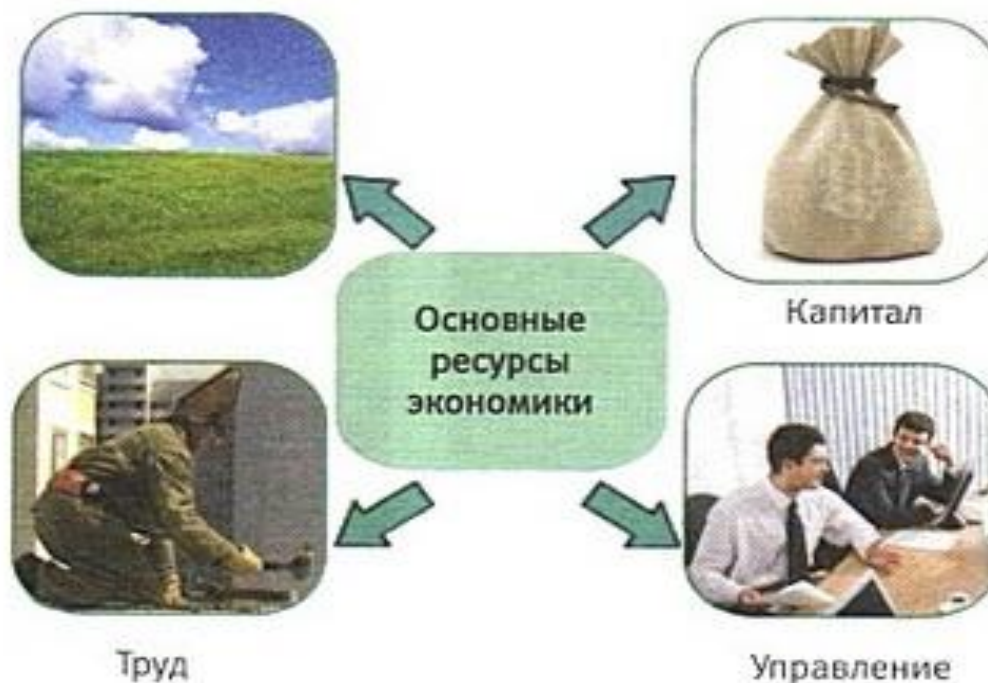 Капитал
Основные
ресурсы
экономики
Труд
Управление